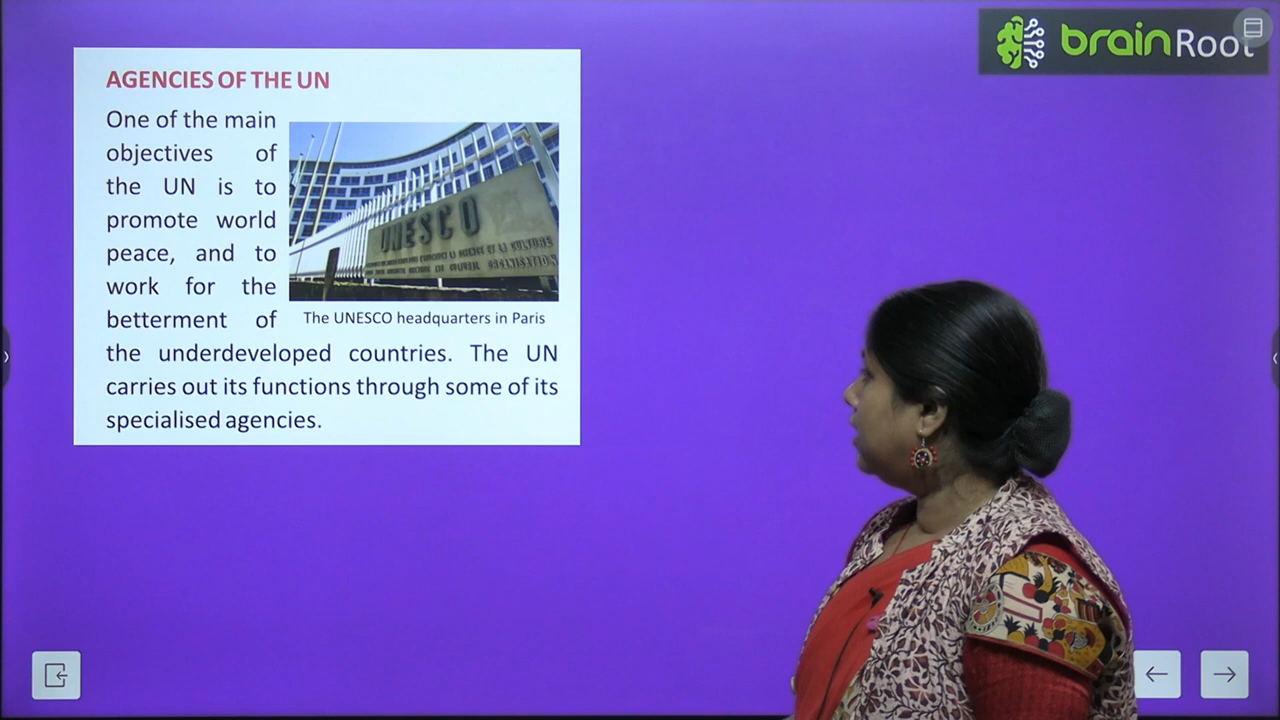 brainRoot
AGENCIES OF THE UN
One of the main
objectives of
the UN is to
promote world
peace, and to
work for the
betterment of
UNESCO
The UNESCO headquarters in Paris
the underdeveloped countries. The UN
carries out its functions through some of its
specialised agencies.